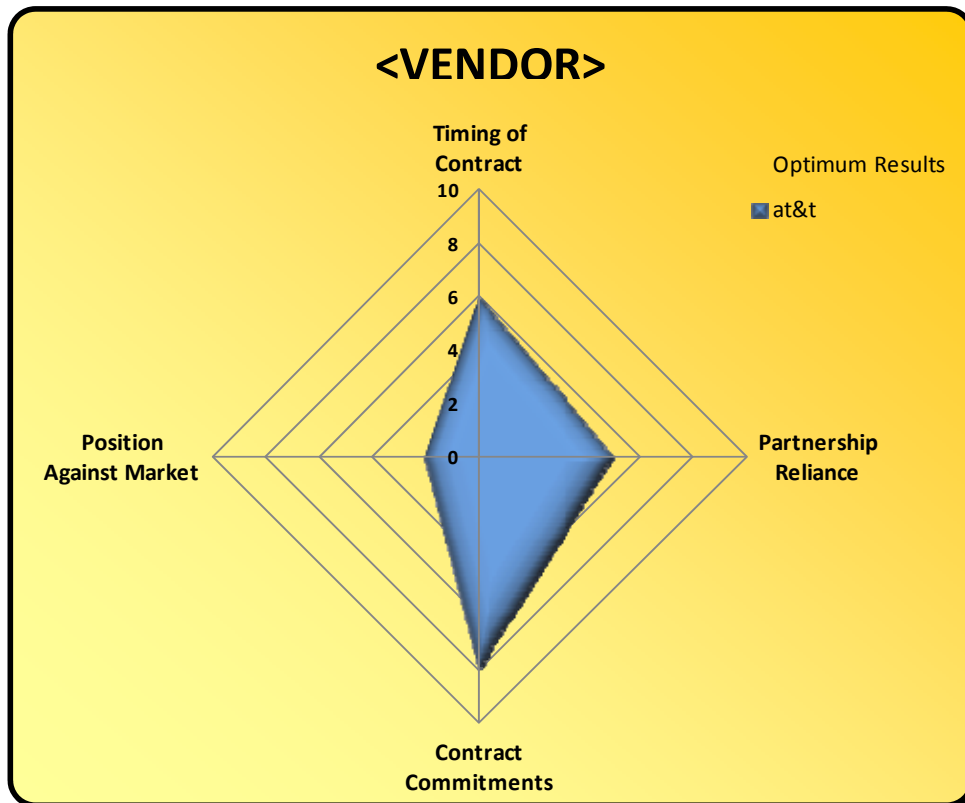 <VENDOR>
Timing of
Contract
Optimum Results
at&t
10
8
6
4
2
0
Position
Against Market
Partnership
Reliance
Contract
Commitments